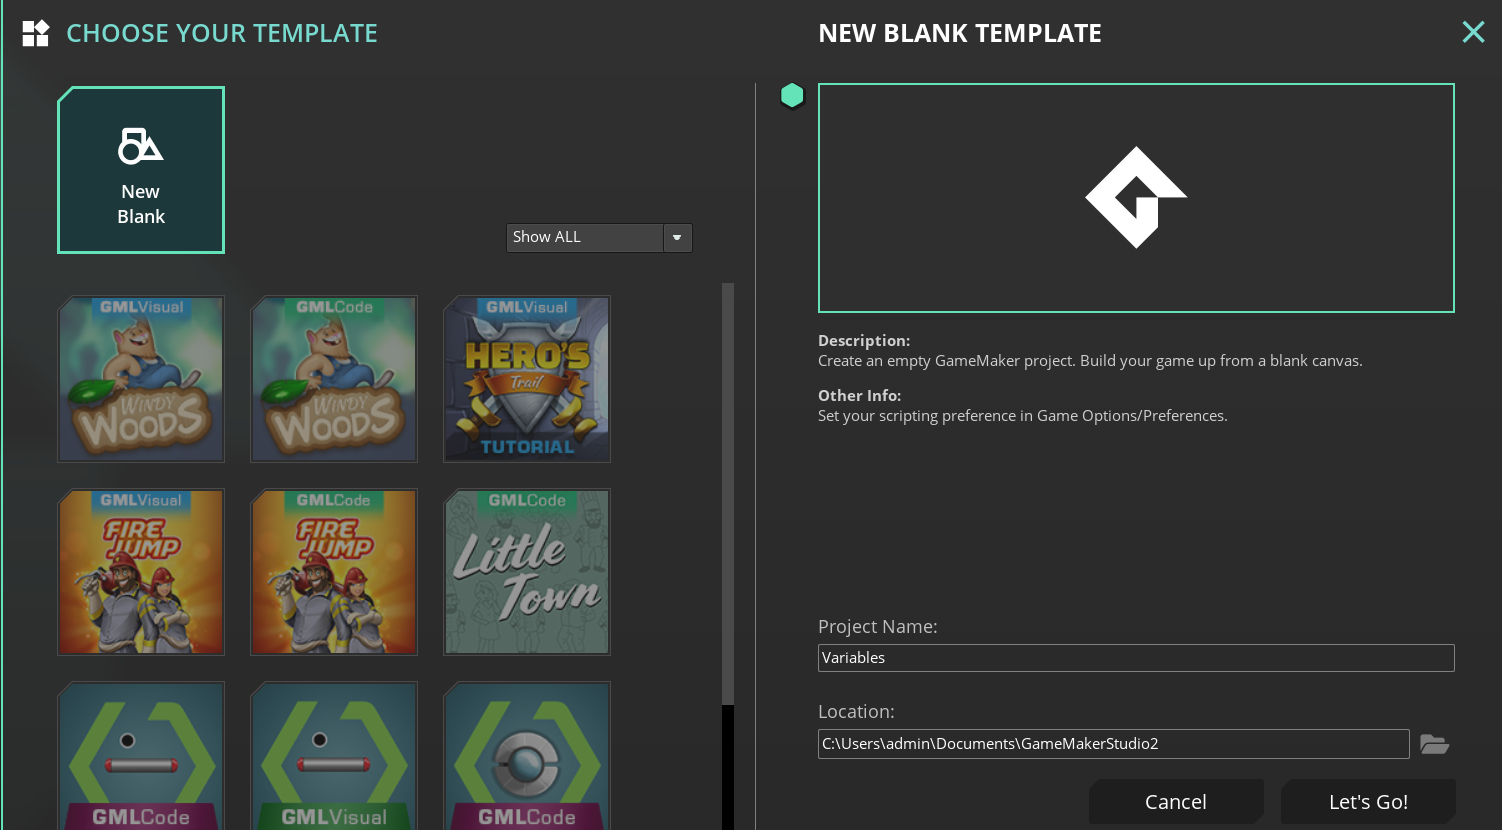 CHOOSE YOUR TEMPLATE
NEW BLANK TEMPLATE
New
Blank
Show ALL
GMLVisual
WINDY
WOODS
GMLCode
WINDY
WOODS
GMLVisual
HERO'S
Trail
TUTORIAL
GMLVisual
FIRE
JUMP
GMLCode
FIRE
JUMP
GMLCode
Little
Town
GMLCode
GMLVisual
GMLCode
Description:
Create an empty GameMaker project. Build your game up from a blank canvas.
Other Info:
Set your scripting preference in Game Options/Preferences.
Project Name:
Variables
Location:
C:\Users\admin\Documents\GameMakerStudio2
Cancel
Let's Go!